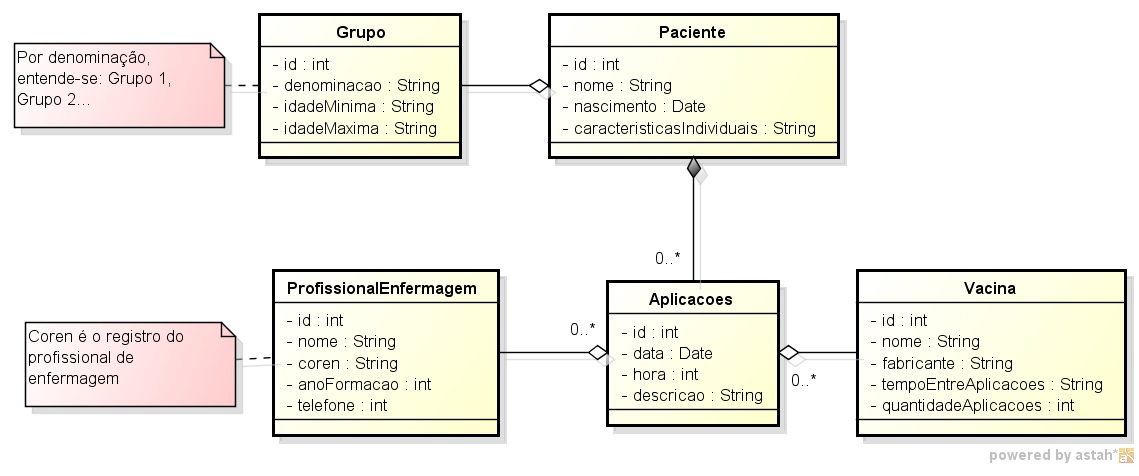 Por denominação,
entende-se: Grupo 1,
Grupo 2...
Grupo
- id : int
- denominacao : String
- idadeMinima : String
- idadeMaxima : String
Paciente
- id : int
- nome : String
- nascimento : Date
- caracteristicasIndividuais : String
0..*
Coren é o registro do
profissional de
enfermagem
ProfissionalEnfermagem
- id : int
- nome : String
- coren : String
- anoFormacao : int
- telefone : int
0..*
Aplicacoes
- id : int
- data : Date
- hora : int
- descricao : String
0..*
Vacina
- id : int
- nome : String
- fabricante : String
- tempoEntreAplicacoes : String
- quantidadeAplicacoes : int
powered by astah*